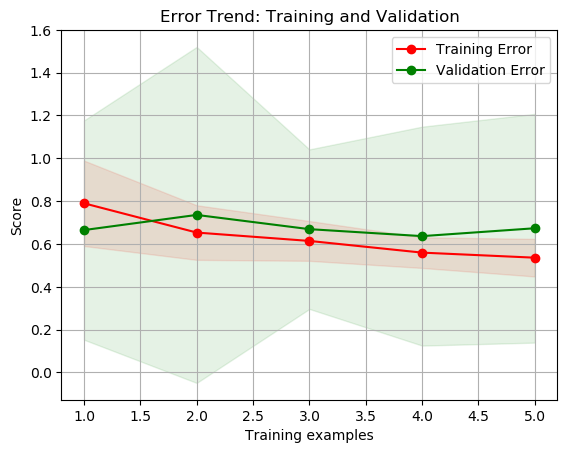 Error Trend: Training and Validation
Training Error
Validation Error
Score
1.6
1.4
1.2
1.0
0.8
0.6
0.4
0.2
0.0
1.0 1.5 2.0 2.5 3.0 3.5 4.0 4.5 5.0
Training examples